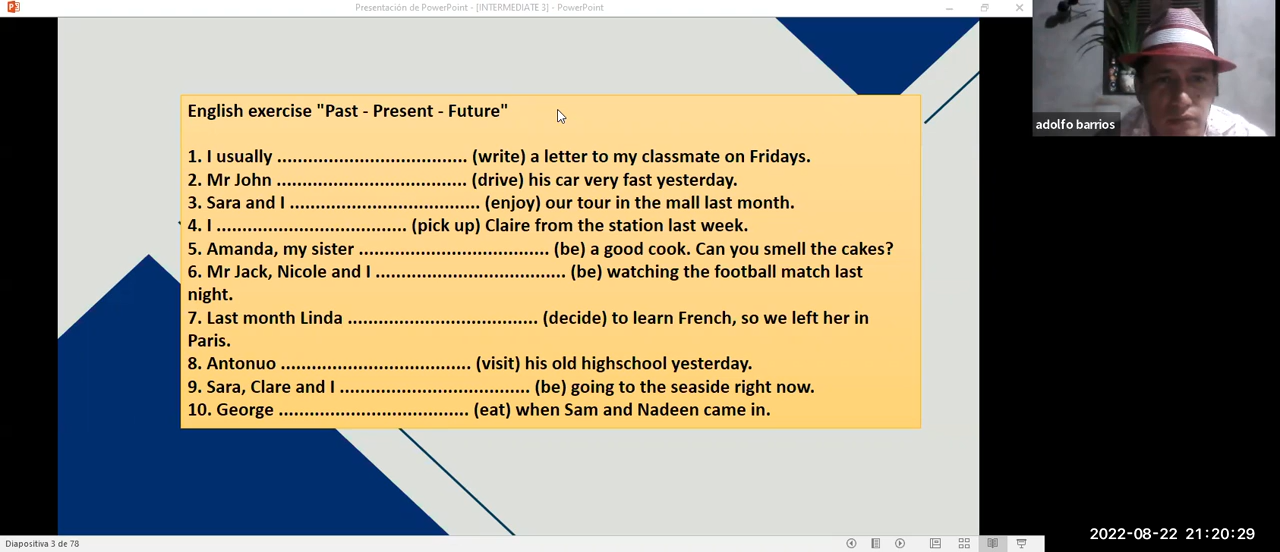 Presentación de PowerPoint - [INTERMEDIATE 3] - PowerPoint
English exercise "Past - Present - Future"
1. I usually ..................................... (write) a letter to my classmate on Fridays.
2. Mr John ..................................... (drive) his car very fast yesterday.
3. Sara and I ..................................... (enjoy) our tour in the mall last month.
4. I ..................................... (pick up) Claire from the station last week.
5. Amanda, my sister ..................................... (be) a good cook. Can you smell the cakes?
6. Mr Jack, Nicole and I ..................................... (be) watching the football match last
night.
7. Last month Linda ..................................... (decide) to learn French, so we left her in
Paris.
8. Antonuo ..................................... (visit) his old highschool yesterday.
9. Sara, Clare and I ..................................... (be) going to the seaside right now.
10. George ..................................... (eat) when Sam and Nadeen came in.
adolfo barrios
Diapositiva 3 de 78
2022-08-22 21:20:29